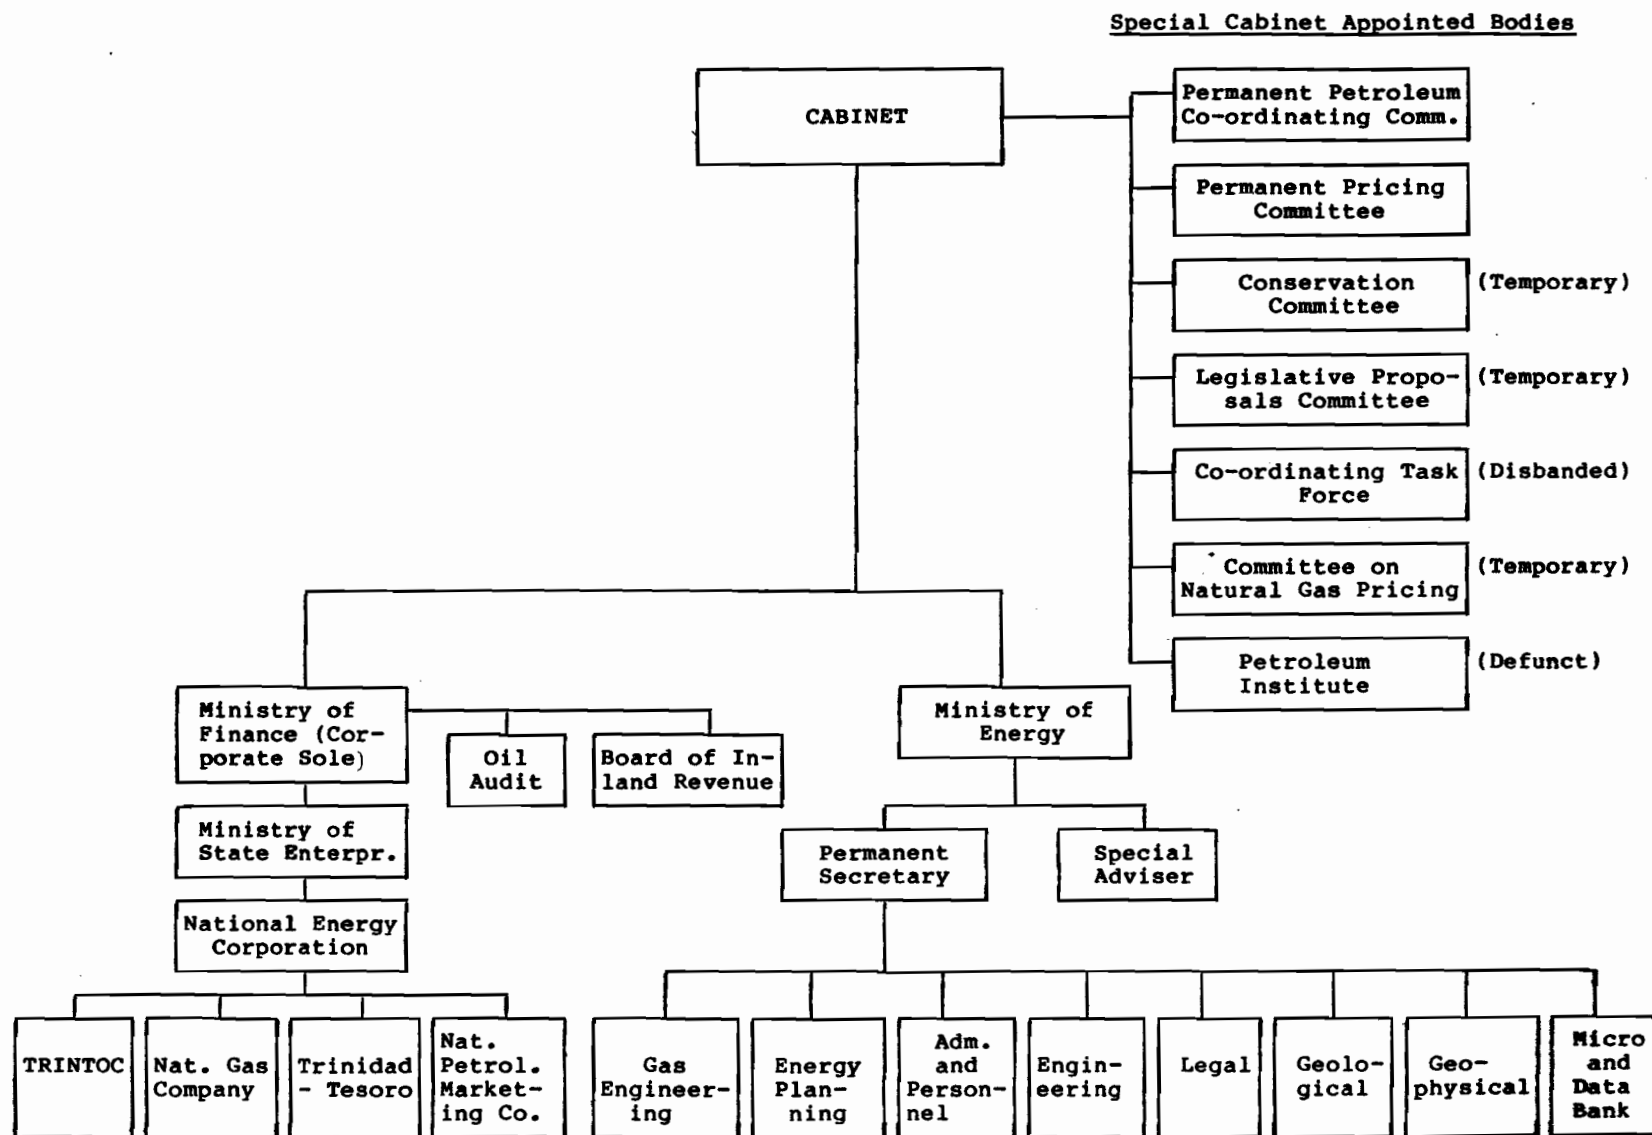 Special Cabinet Appointed Bodies
CABINET
Permanent Petroleum
Co-ordinating Comm.
Permanent Pricing
Committee
Conservation
Committee
(Temporary)
Legislative Propo-
sals Committee
(Temporary)
Co-ordinating Task
Force
(Disbanded)
Committee on
Natural Gas Pricing
(Temporary)
Petroleum
Institute
(Defunct)
Ministry of
Finance (Cor-
porate Sole)
Oil
Audit
Board of In-
land Revenue
Ministry of
Energy
Ministry of
State Enterpr.
Permanent
Secretary
Special
Adviser
National Energy
Corporation
TRINTOC
Nat. Gas
Company
Trinidad
- Tesoro
Nat.
Petrol.
Market-
ing Co.
Gas
Engineer-
ing
Energy
Plan-
ning
Adm.
and
Person-
nel
Engin-
eering
Legal
Geolo-
gical
Geo-
physical
Micro
and
Data
Bank